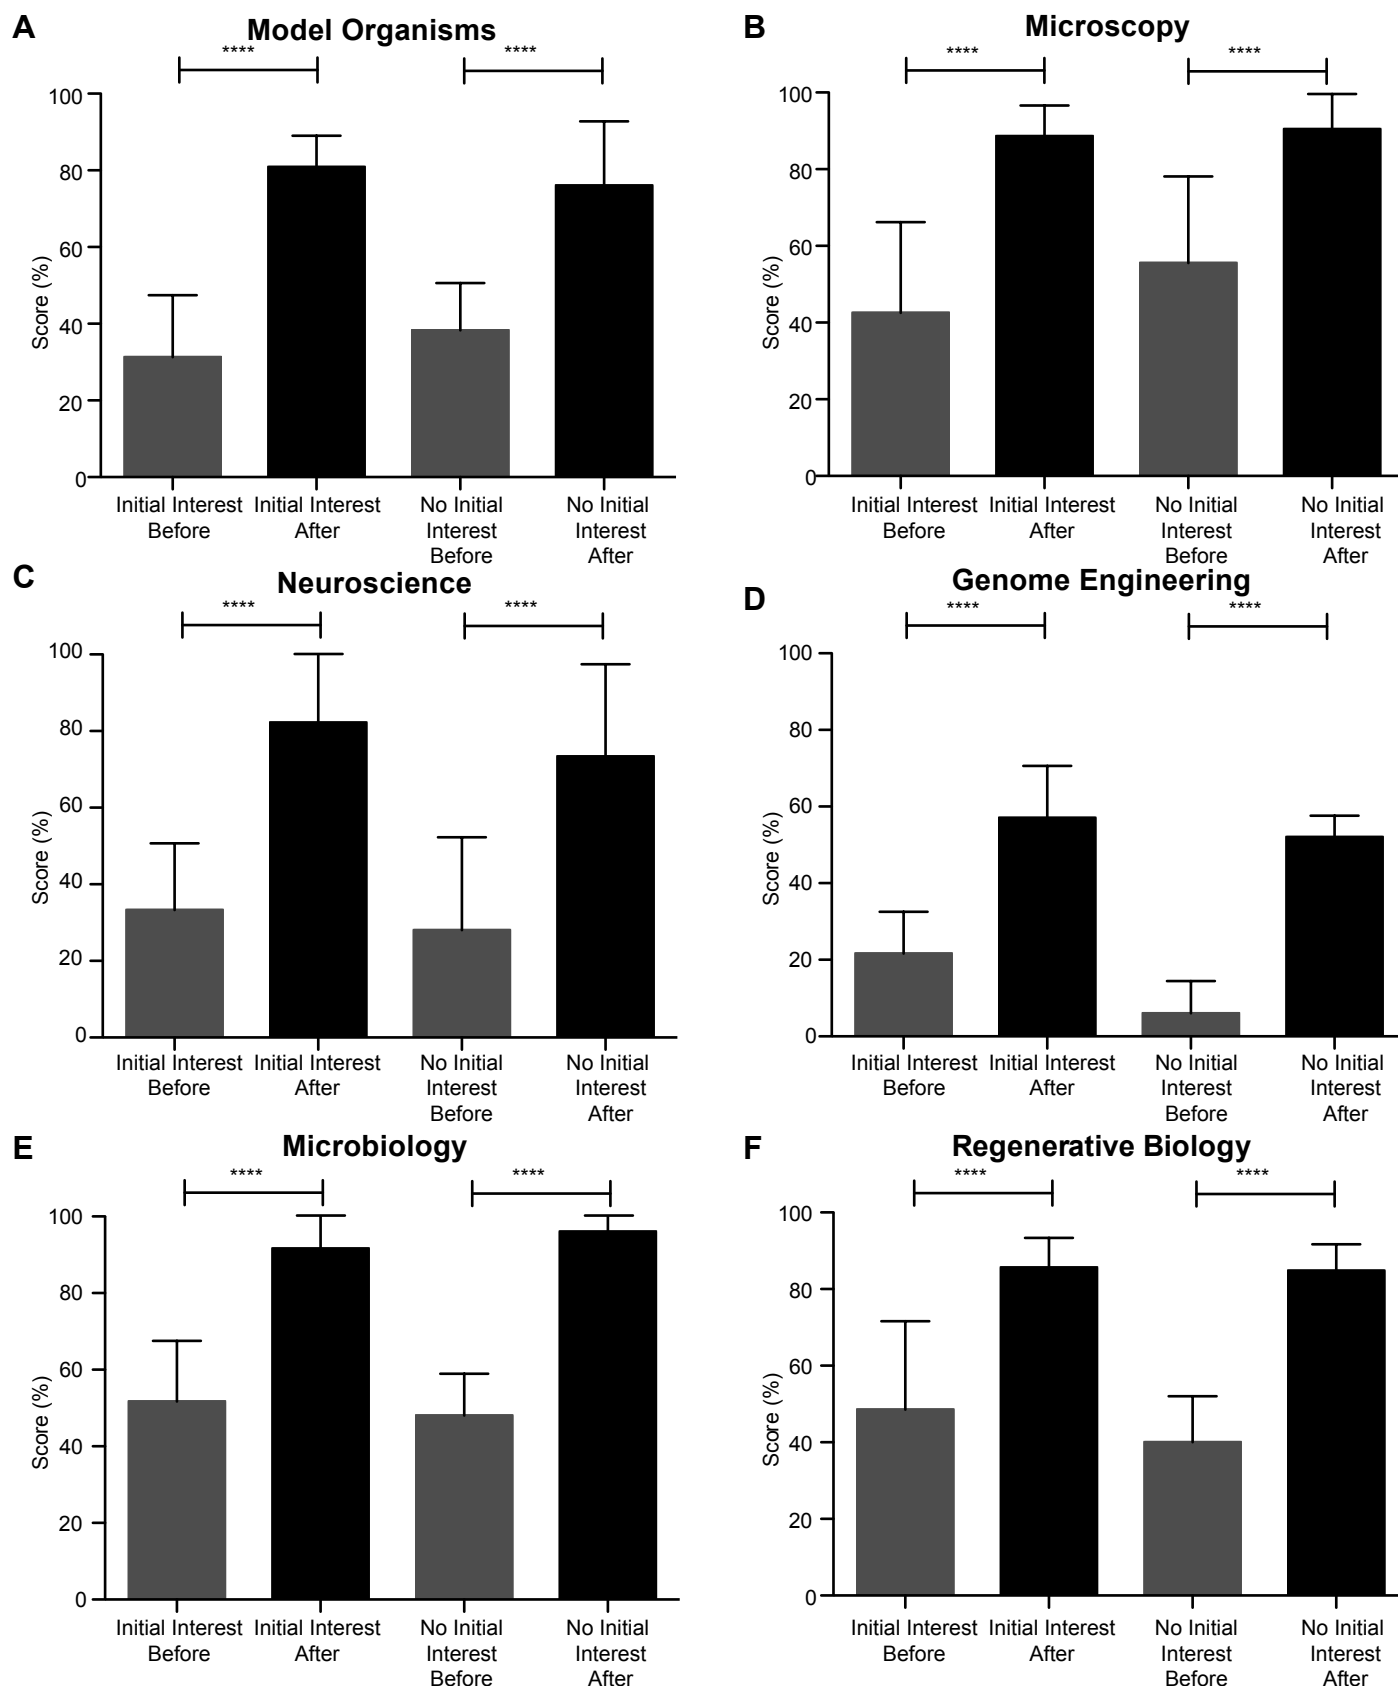 A
Model Organisms
**** ****
100
80
60
40
20
0
Score (%)
Initial Interest Before
Initial Interest After
No Initial Interest Before
No Initial Interest After
B
Microscopy
**** ****
100
80
60
40
20
0
Score (%)
Initial Interest Before
Initial Interest After
No Initial Interest Before
No Initial Interest After
C
Neuroscience
**** ****
100
80
60
40
20
0
Score (%)
Initial Interest Before
Initial Interest After
No Initial Interest Before
No Initial Interest After
D
Genome Engineering
**** ****
100
80
60
40
20
0
Score (%)
Initial Interest Before
Initial Interest After
No Initial Interest Before
No Initial Interest After
E
Microbiology
**** ****
100
80
60
40
20
0
Score (%)
Initial Interest Before
Initial Interest After
No Initial Interest Before
No Initial Interest After
F
Regenerative Biology
**** ****
100
80
60
40
20
0
Score (%)
Initial Interest Before
Initial Interest After
No Initial Interest Before
No Initial Interest After